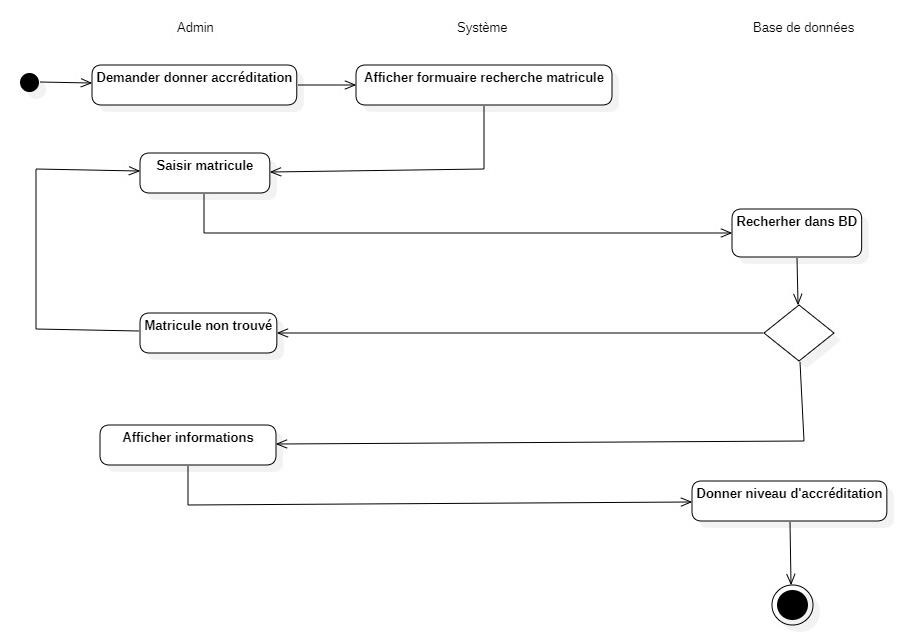 Admin
Système
Base de données
Demander donner accréditation
Afficher formuaire recherche matricule
Saisir matricule
Recherher dans BD
Matricule non trouvé
Afficher informations
Donner niveau d'accréditation